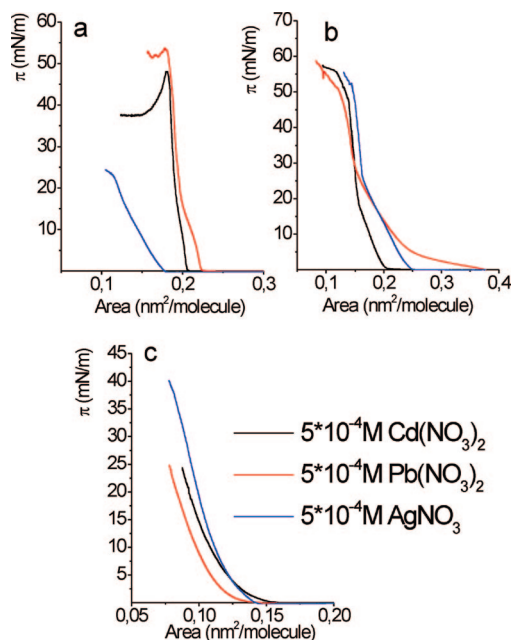 a
π (mN/m)
60
50
40
30
20
10
0,1 0,2 0,3
Area (nm²/molecule)
b
π (mN/m)
70
60
50
40
30
20
10
0,1 0,2 0,3 0,4
Area (nm²/molecule)
c
π (mN/m)
45
40
35
30
25
20
15
10
5
0,05 0,10 0,15 0,20
Area (nm²/molecule)
5*10⁻⁴M Cd(NO₃)₂
5*10⁻⁴M Pb(NO₃)₂
5*10⁻⁴M AgNO₃